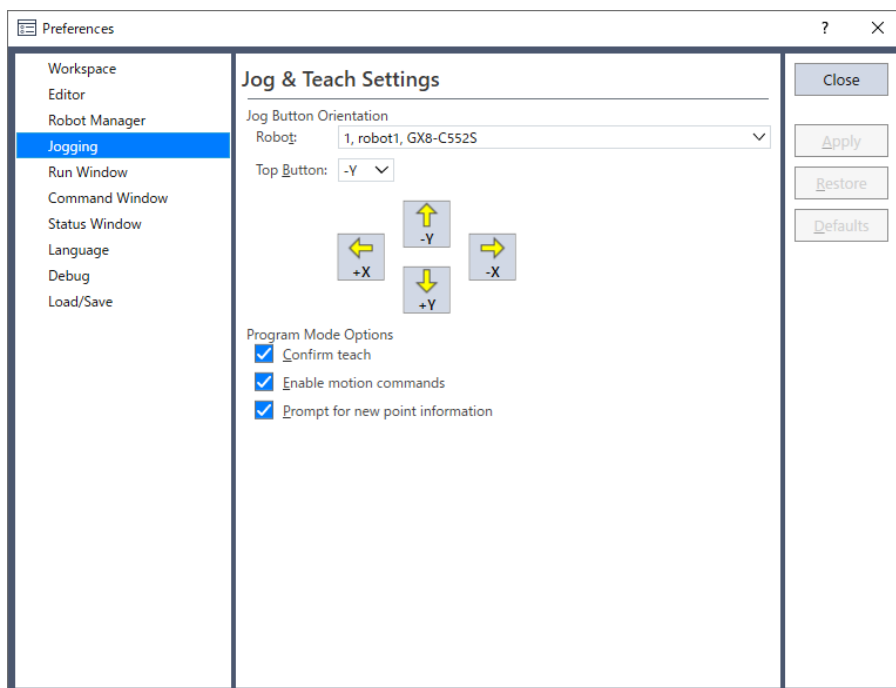 Preferences
?
Workspace
Editor
Robot Manager
Jogging
Run Window
Command Window
Status Window
Language
Debug
Load/Save
Jog & Teach Settings
Jog Button Orientation
Robot: 1, robot1, GX8-C552S
Top Button: -Y
-Y
+X
-X
+Y
Program Mode Options
Confirm teach
Enable motion commands
Prompt for new point information
Close
Apply
Restore
Defaults